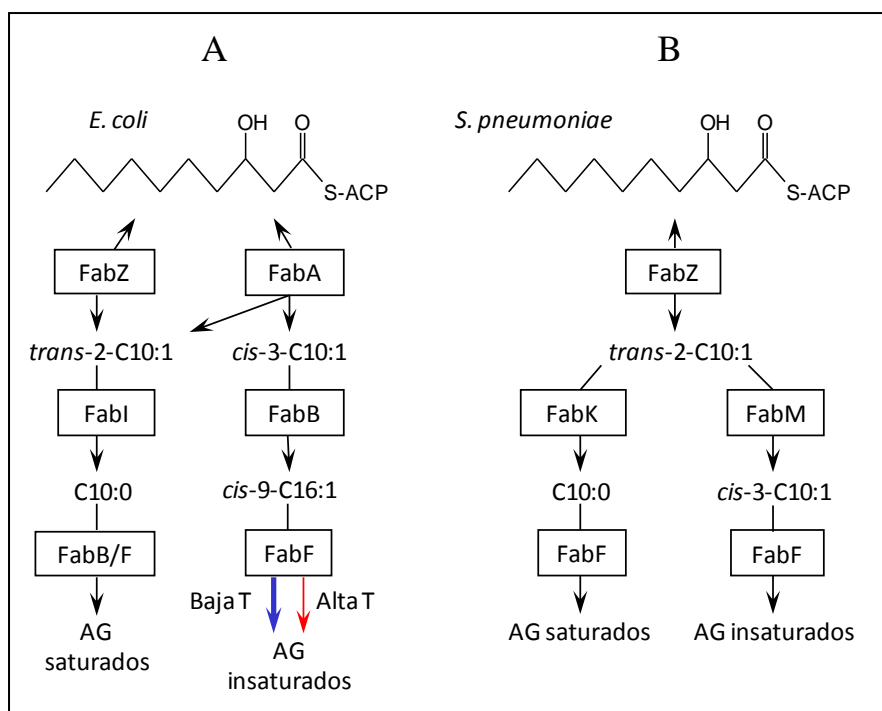 A
E. coli
OH
O
S-ACP
FabZ
FabA
trans-2-C10:1
cis-3-C10:1
FabI
FabB
C10:0
cis-9-C16:1
FabB/F
FabF
Baja T
Alta T
AG
saturados
AG
insaturados
B
S. pneumoniae
OH
O
S-ACP
FabZ
trans-2-C10:1
FabK
FabM
C10:0
cis-3-C10:1
FabF
FabF
AG saturados
AG insaturados